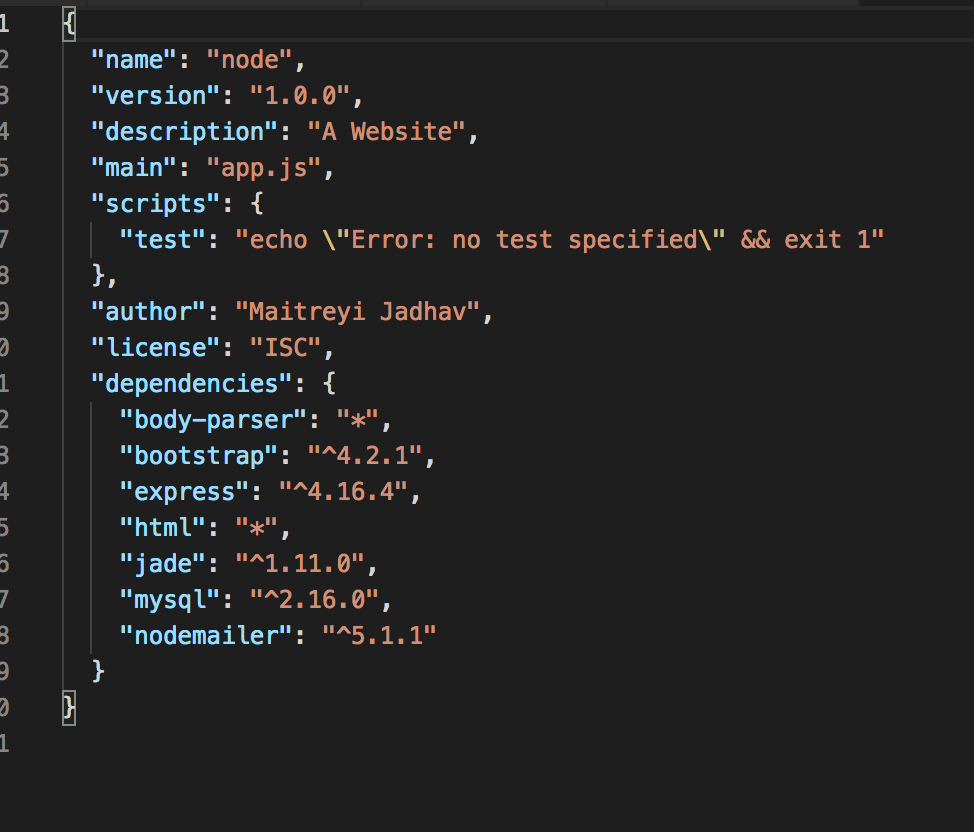 1 {
2 "name": "node",
3 "version": "1.0.0",
4 "description": "A Website",
5 "main": "app.js",
6 "scripts": {
7 "test": "echo \"Error: no test specified\" && exit 1"
8 },
9 "author": "Maitreyi Jadhav",
0 "license": "ISC",
1 "dependencies": {
2 "body-parser": "*",
3 "bootstrap": "^4.2.1",
4 "express": "^4.16.4",
5 "html": "*",
6 "jade": "^1.11.0",
7 "mysql": "^2.16.0",
8 "nodemailer": "^5.1.1"
9 }
0 }
1